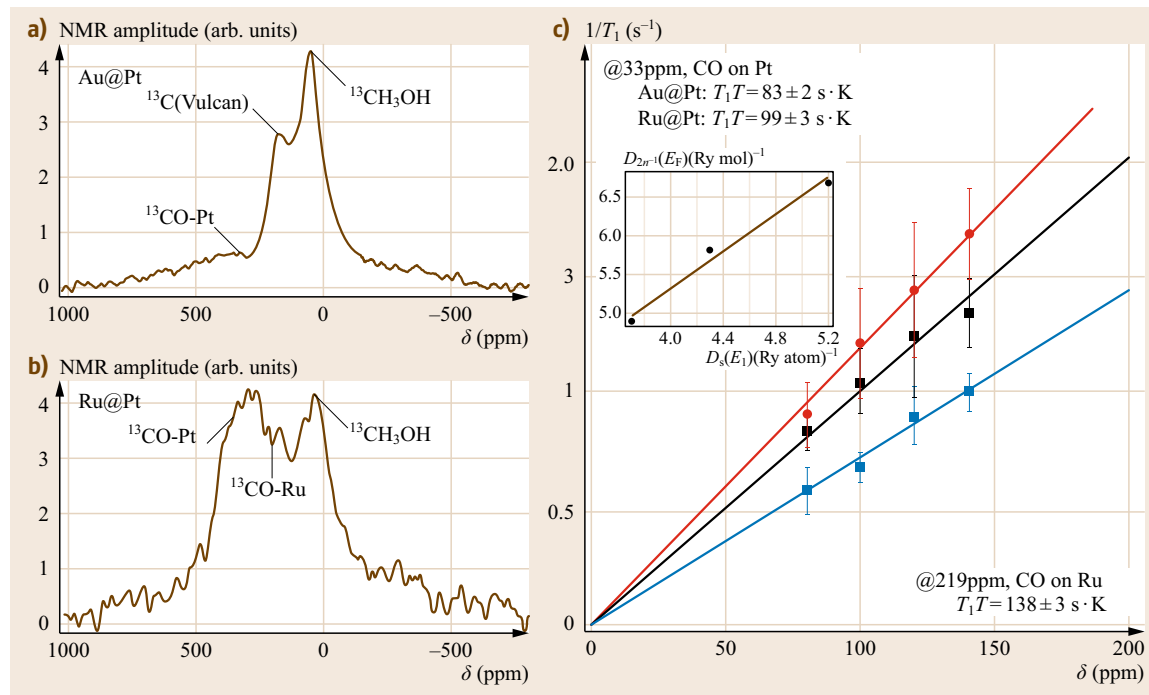 a) NMR amplitude (arb. units)
4
3
2
1
0
Au@Pt
¹³C(Vulcan)
¹³CH₃OH
¹³CO-Pt
1000 500 0 –500
δ (ppm)
b) NMR amplitude (arb. units)
4
3
2
1
0
Ru@Pt
¹³CO-Pt
¹³CH₃OH
¹³CO-Ru
1000 500 0 –500
δ (ppm)
c) 1/T₁ (s⁻¹)
@33ppm, CO on Pt
Au@Pt: T₁T=83±2 s·K
Ru@Pt: T₁T=99±3 s·K
D₂ₙ⁻¹(E_F)(Ry mol)⁻¹
6.5
6.0
5.5
5.0
4.0 4.4 4.8 5.2
Dₛ(E₁)(Ry atom)⁻¹
2.0
3
1
0.5
0
@219ppm, CO on Ru
T₁T=138±3 s·K
0 50 100 150 200
δ (ppm)